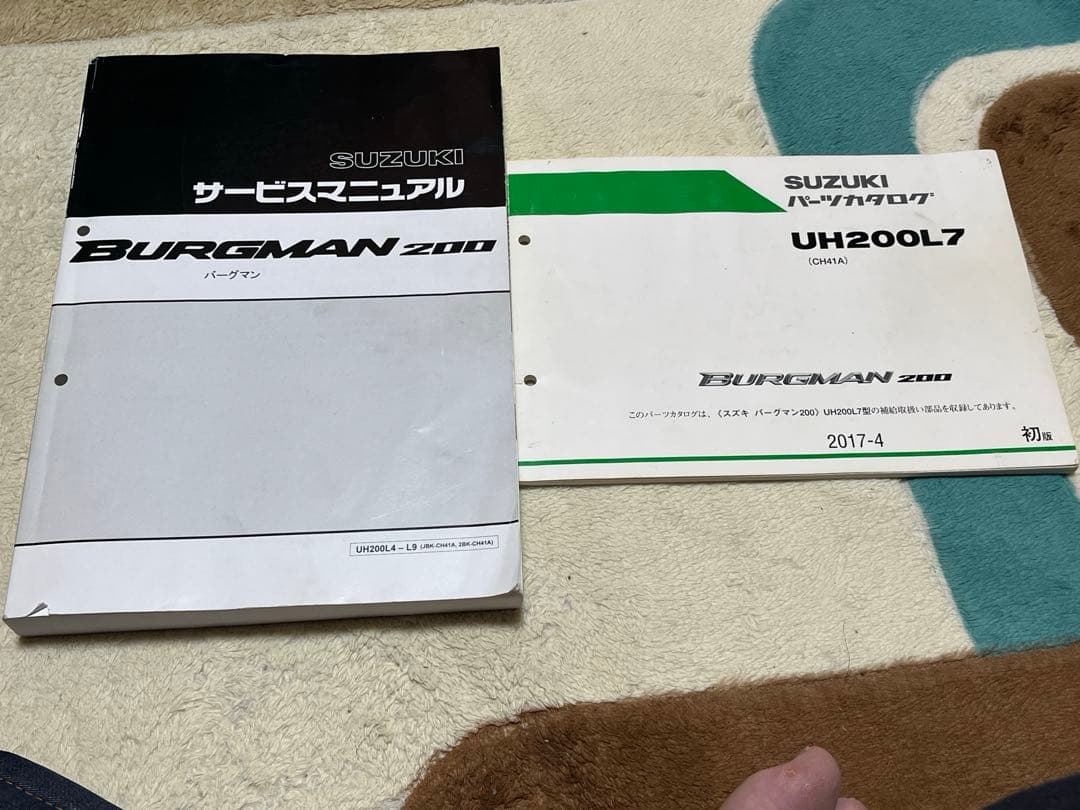 SUZUKI
サービスマニュアル
BURGMAN 200
バーグマン
UH200L4 – L9 (JBK-CH41A, 2BK-CH41A)
SUZUKI
パーツカタログ
UH200L7
(CH41A)
BURGMAN 200
このパーツカタログは、《スズキ バーグマン200》UH200L7型の補給取扱い部品を収録してあります。
2017-4
初版